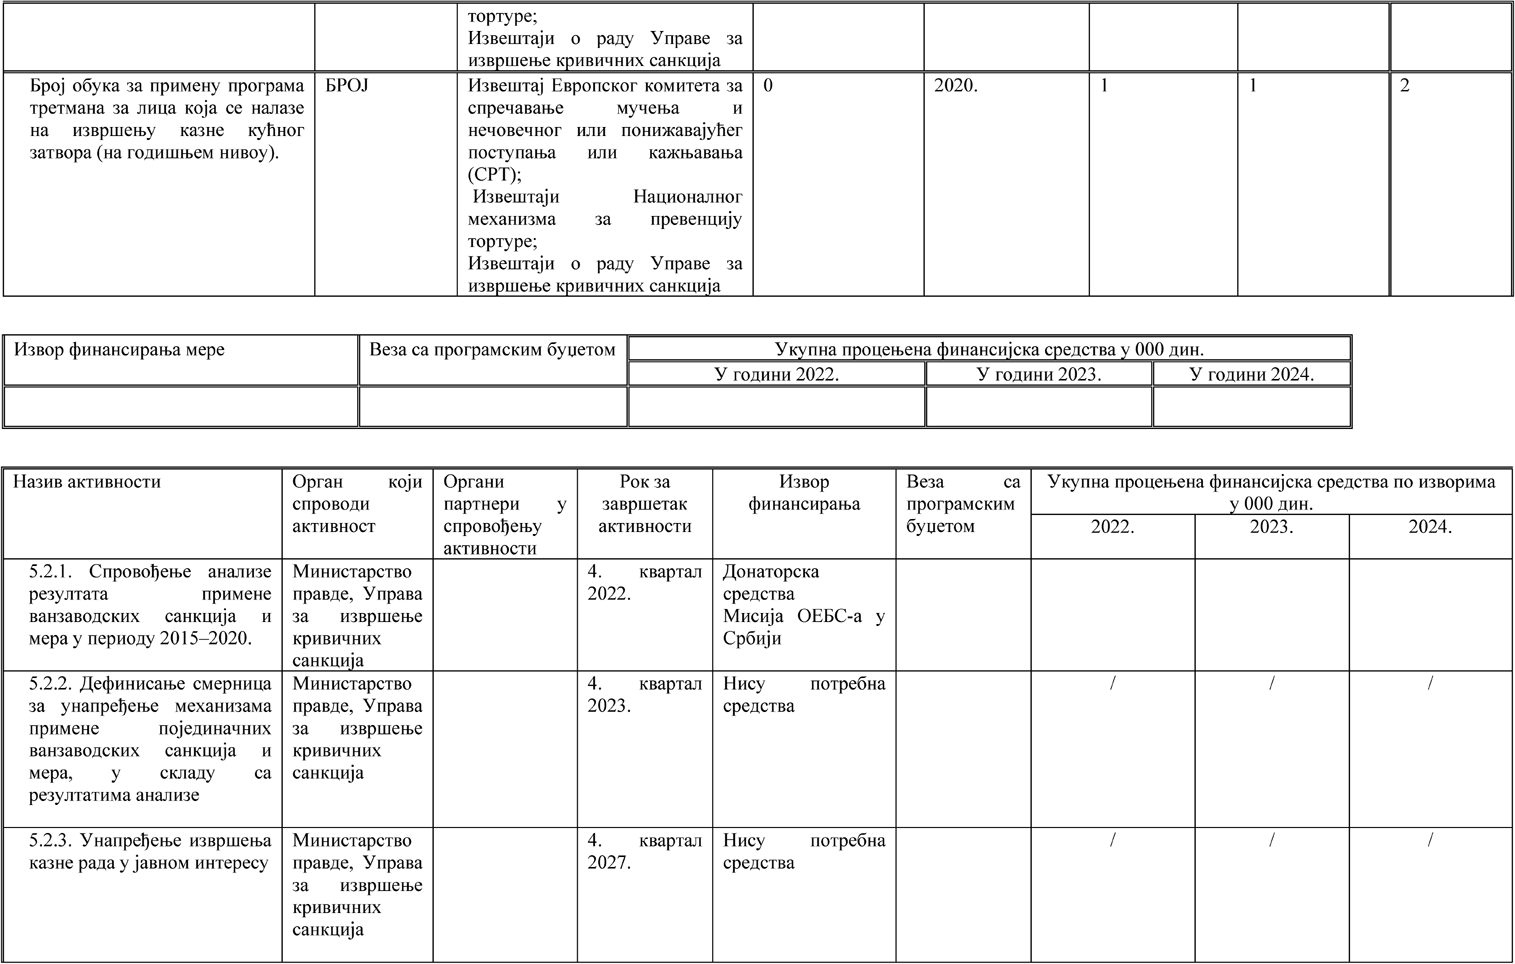 тортуре;
Извештаји о раду Управе за
извршење кривичних санкција
Број обука за примену програма
третмана за лица која се налазе
на извршењу казне кућног
затвора (на годишњем нивоу).
БРОЈ
Извештај Европског комитета за
спречавање мучења и
нечовечног или понижавајућег
поступања или кажњавања
(CPT);
Извештаји Националног
механизма за превенцију
тортуре;
Извештаји о раду Управе за
извршење кривичних санкција
0
2020.
1
1
2
Извор финансирања мере
Веза са програмским буџетом
Укупна процењена финансијска средства у 000 дин.
У години 2022.
У години 2023.
У години 2024.
Назив активности
Орган који
спроводи
активност
Органи
партнери у
спровођењу
активности
Рок за
завршетак
активности
Извор
финансирања
Веза са
програмским
буџетом
Укупна процењена финансијска средства по изворима
у 000 дин.
2022.
2023.
2024.
5.2.1. Спровођење анализе
резултата примене
ванзаводских санкција и
мера у периоду 2015–2020.
Министарство
правде, Управа
за извршење
кривичних
санкција
4. квартал
2022.
Донаторска
средства
Мисија ОЕБС-а у
Србији
5.2.2. Дефинисање смерница
за унапређење механизама
примене појединачних
ванзаводских санкција и
мера, у складу са
резултатима анализе
Министарство
правде, Управа
за извршење
кривичних
санкција
4. квартал
2023.
Нису потребна
средства
/
/
/
5.2.3. Унапређење извршења
казне рада у јавном интересу
Министарство
правде, Управа
за извршење
кривичних
санкција
4. квартал
2027.
Нису потребна
средства
/
/
/